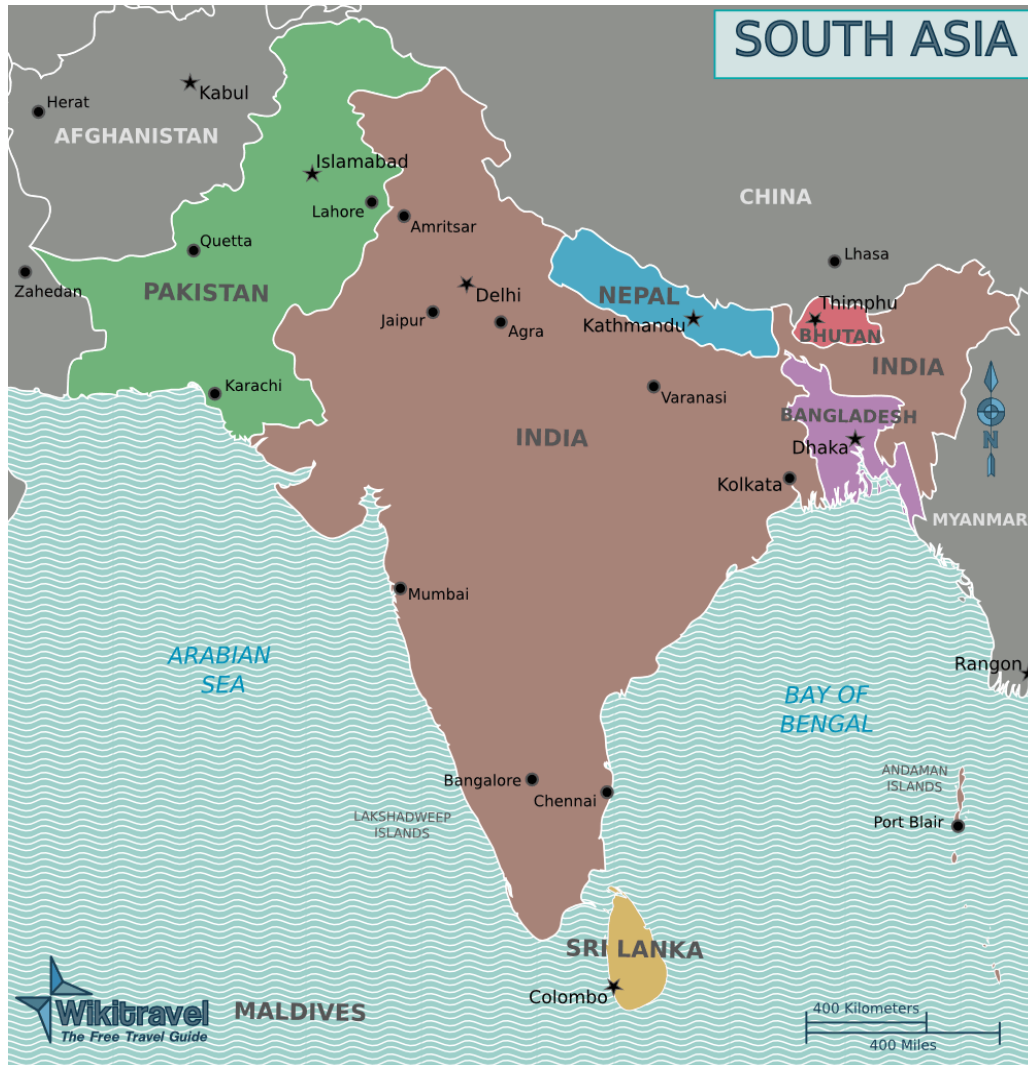 SOUTH ASIA
Kabul
Herat
AFGHANISTAN
Islamabad
CHINA
Lahore
Amritsar
Quetta
Lhasa
Zahedan
PAKISTAN
Delhi
NEPAL
Thimphu
Jaipur
Agra
Kathmandu
BHUTAN
INDIA
Karachi
Varanasi
BANGLADESH
INDIA
N
Dhaka
Kolkata
MYANMAR
Mumbai
ARABIAN
SEA
Rangon
BAY OF
BENGAL
ANDAMAN
ISLANDS
Bangalore
Chennai
LAKSHADWEEP
ISLANDS
Port Blair
SRI LANKA
Colombo
MALDIVES
Wikitravel
The Free Travel Guide
400 Kilometers
400 Miles